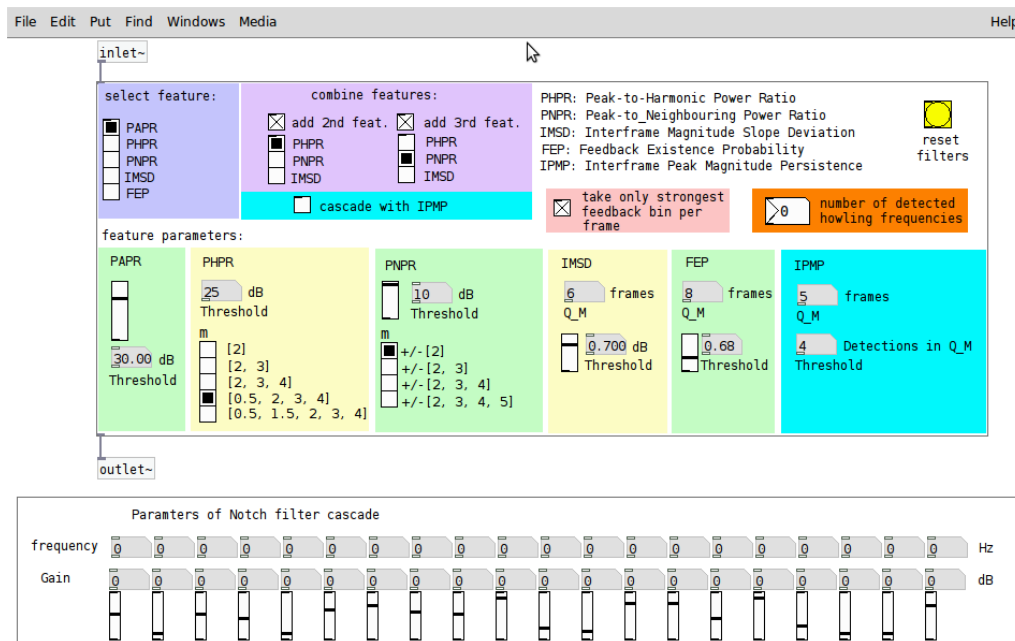 File Edit Put Find Windows Media Help
inlet~
select feature:
PAPR
PHPR
PNPR
IMSD
FEP
combine features:
add 2nd feat. add 3rd feat.
PHPR PHPR
PNPR PNPR
IMSD IMSD
cascade with IPMP
PHPR: Peak-to-Harmonic Power Ratio
PNPR: Peak-to_Neighbouring Power Ratio
IMSD: Interframe Magnitude Slope Deviation
FEP: Feedback Existence Probability
IPMP: Interframe Peak Magnitude Persistence
reset
filters
take only strongest
feedback bin per
frame
0 number of detected
howling frequencies
feature parameters:
PAPR
30.00 dB
Threshold
PHPR
25 dB
Threshold
m
[2]
[2, 3]
[2, 3, 4]
[0.5, 2, 3, 4]
[0.5, 1.5, 2, 3, 4]
PNPR
10 dB
Threshold
m
+/-[2]
+/-[2, 3]
+/-[2, 3, 4]
+/-[2, 3, 4, 5]
IMSD
6 frames
Q_M
0.700 dB
Threshold
FEP
8 frames
Q_M
0.68
Threshold
IPMP
5 frames
Q_M
4 Detections in Q_M
Threshold
outlet~
Paramters of Notch filter cascade
frequency 0 0 0 0 0 0 0 0 0 0 0 0 0 0 0 0 0 0 0 0 Hz
Gain 0 0 0 0 0 0 0 0 0 0 0 0 0 0 0 0 0 0 0 0 dB